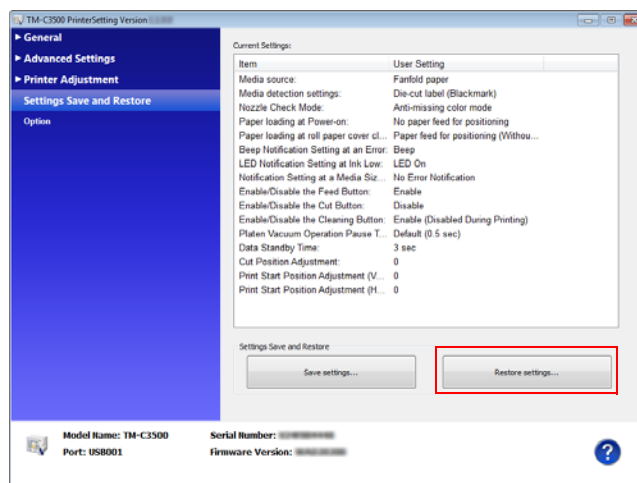 TM-C3500 PrinterSetting Version
General
Advanced Settings
Printer Adjustment
Settings Save and Restore
Option
Current Settings:
Item User Setting
Media source: Fanfold paper
Media detection settings: Die-cut label (Blackmark)
Nozzle Check Mode: Anti-missing color mode
Paper loading at Power-on: No paper feed for positioning
Paper loading at roll paper cover cl... Paper feed for positioning (Withou...
Beep Notification Setting at an Error: Beep
LED Notification Setting at Ink Low: LED On
Notification Setting at a Media Siz... No Error Notification
Enable/Disable the Feed Button: Enable
Enable/Disable the Cut Button: Disable
Enable/Disable the Cleaning Button: Enable (Disabled During Printing)
Platen Vacuum Operation Pause T... Default (0.5 sec)
Data Standby Time: 3 sec
Cut Position Adjustment: 0
Print Start Position Adjustment (V... 0
Print Start Position Adjustment (H... 0
Settings Save and Restore
Save settings...
Restore settings...
Model Name: TM-C3500
Port: USB001
Serial Number:
Firmware Version:
?